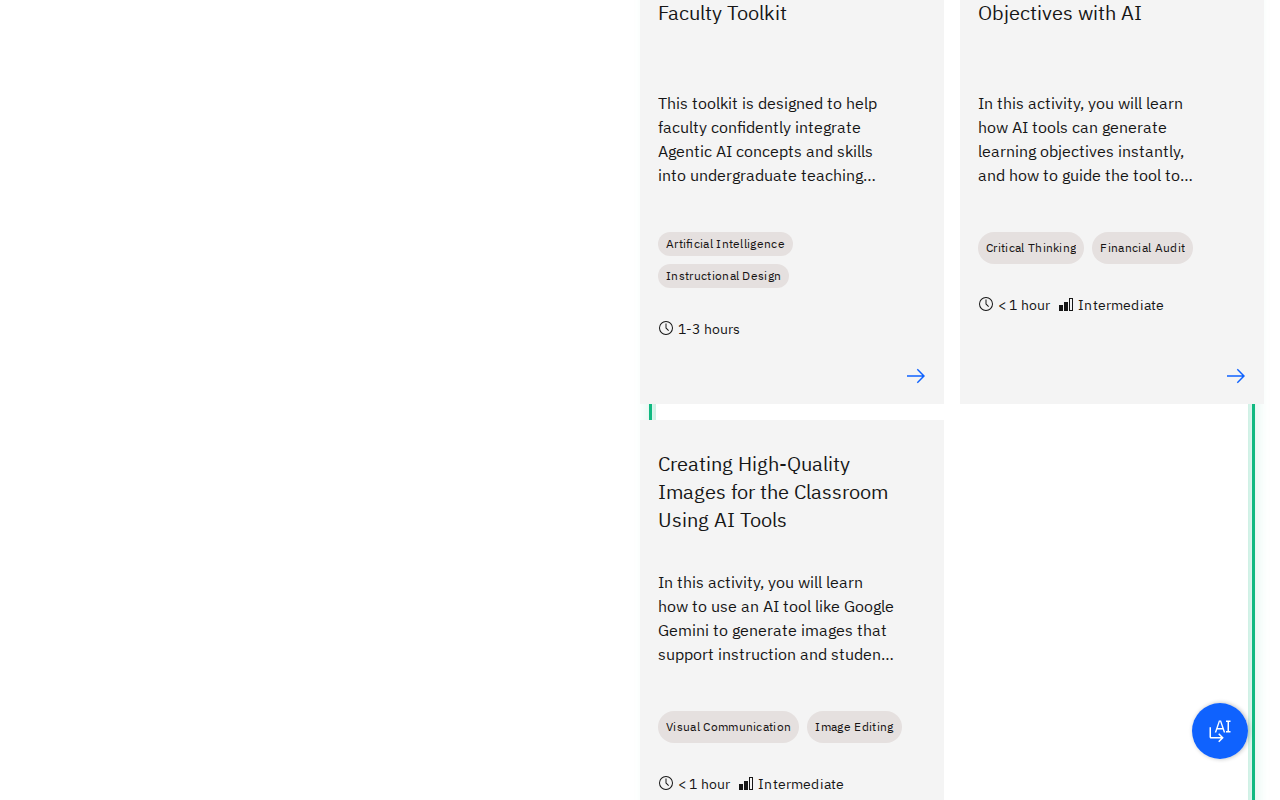 Faculty Toolkit
This toolkit is designed to help
faculty confidently integrate
Agentic AI concepts and skills
into undergraduate teaching...
Artificial Intelligence
Instructional Design
1-3 hours
Objectives with AI
In this activity, you will learn
how AI tools can generate
learning objectives instantly,
and how to guide the tool to...
Critical Thinking
Financial Audit
< 1 hour
Intermediate
Creating High-Quality
Images for the Classroom
Using AI Tools
In this activity, you will learn
how to use an AI tool like Google
Gemini to generate images that
support instruction and studen...
Visual Communication
Image Editing
< 1 hour
Intermediate
AI